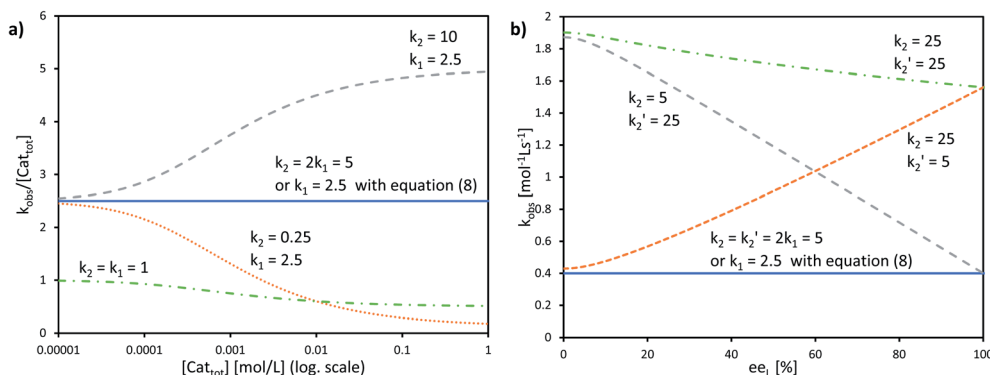 a)
k₂ = 10
k₁ = 2.5
k₂ = 2k₁ = 5
or k₁ = 2.5 with equation (8)
k₂ = 0.25
k₁ = 2.5
k₂ = k₁ = 1
k_obs/[Cat_tot]
6
5
4
3
2
1
0
0.00001
0.0001
0.001
0.01
0.1
1
[Cat_tot] [mol/L] (log. scale)
b)
k₂ = 25
k₂' = 25
k₂ = 5
k₂' = 25
k₂ = 25
k₂' = 5
k₂ = k₂' = 2k₁ = 5
or k₁ = 2.5 with equation (8)
k_obs [mol⁻¹Ls⁻¹]
2
1.8
1.6
1.4
1.2
1
0.8
0.6
0.4
0.2
0
0
20
40
60
80
100
ee_L [%]